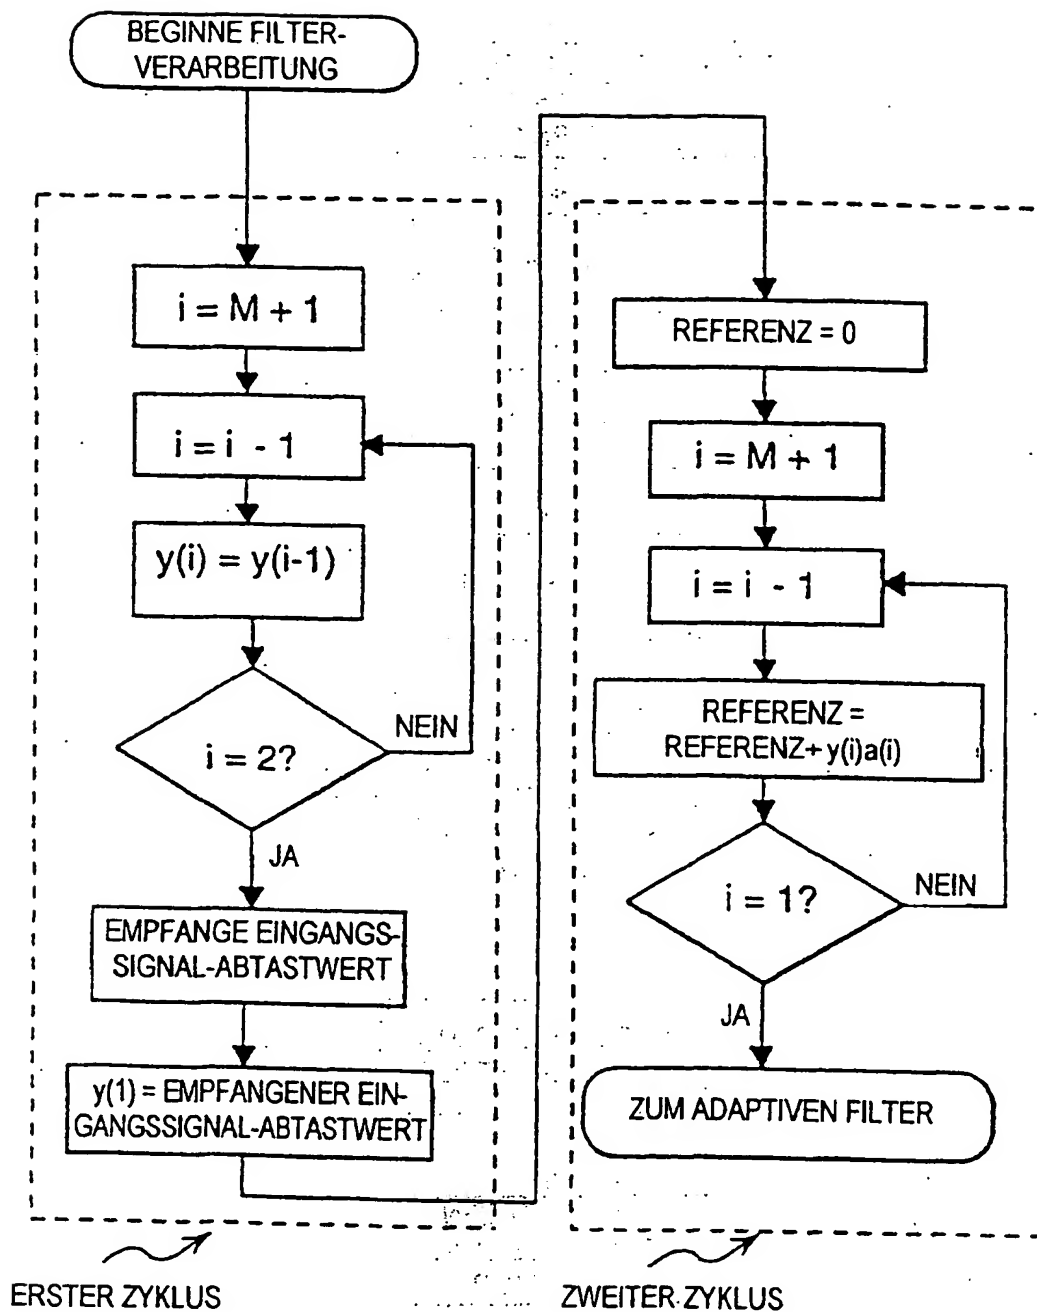 BEGINNE FILTER-
VERARBEITUNG
i = M + 1
i = i - 1
y(i) = y(i-1)
NEIN
i = 2?
JA
EMPFANGE EINGANGS-
SIGNAL-ABTASTWERT
y(1) = EMPFANGENER EIN-
GANGSSIGNAL-ABTASTWERT
ERSTER ZYKLUS
REFERENZ = 0
i = M + 1
i = i - 1
REFERENZ =
REFERENZ+ y(i)a(i)
i = 1?
NEIN
JA
ZUM ADAPTIVEN FILTER
ZWEITER ZYKLUS